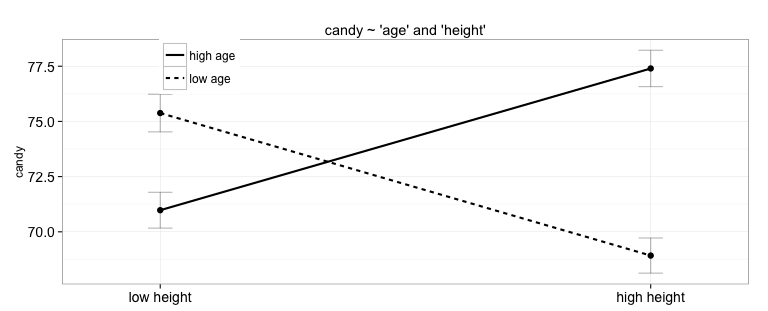 candy ~ 'age' and 'height'
high age
low age
77.5
75.0
72.5
70.0
candy
low height
high height